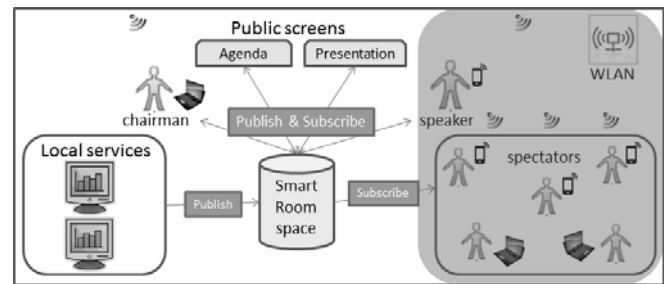 Public screens
Agenda
Presentation
WLAN
chairman
Publish & Subscribe
speaker
Local services
spectators
Smart
Room
space
Publish
Subscribe